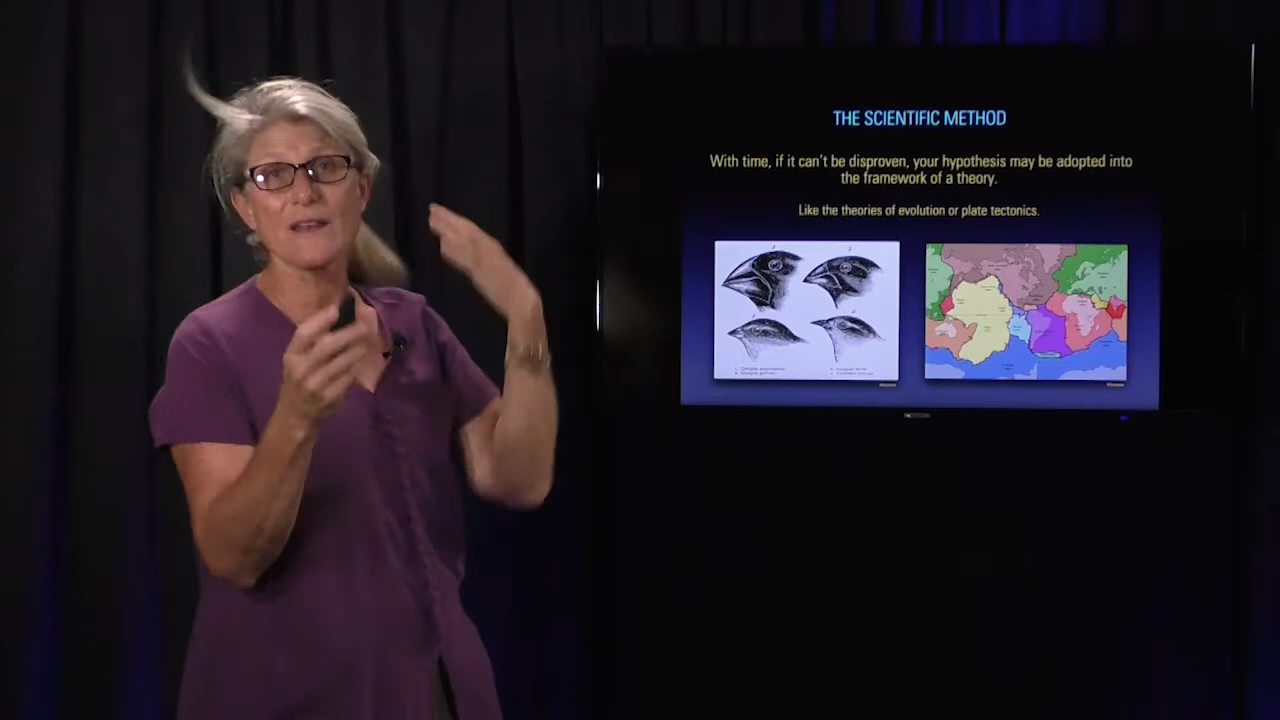 THE SCIENTIFIC METHOD
With time, if it can't be disproven, your hypothesis may be adopted into
the framework of a theory.
Like the theories of evolution or plate tectonics.